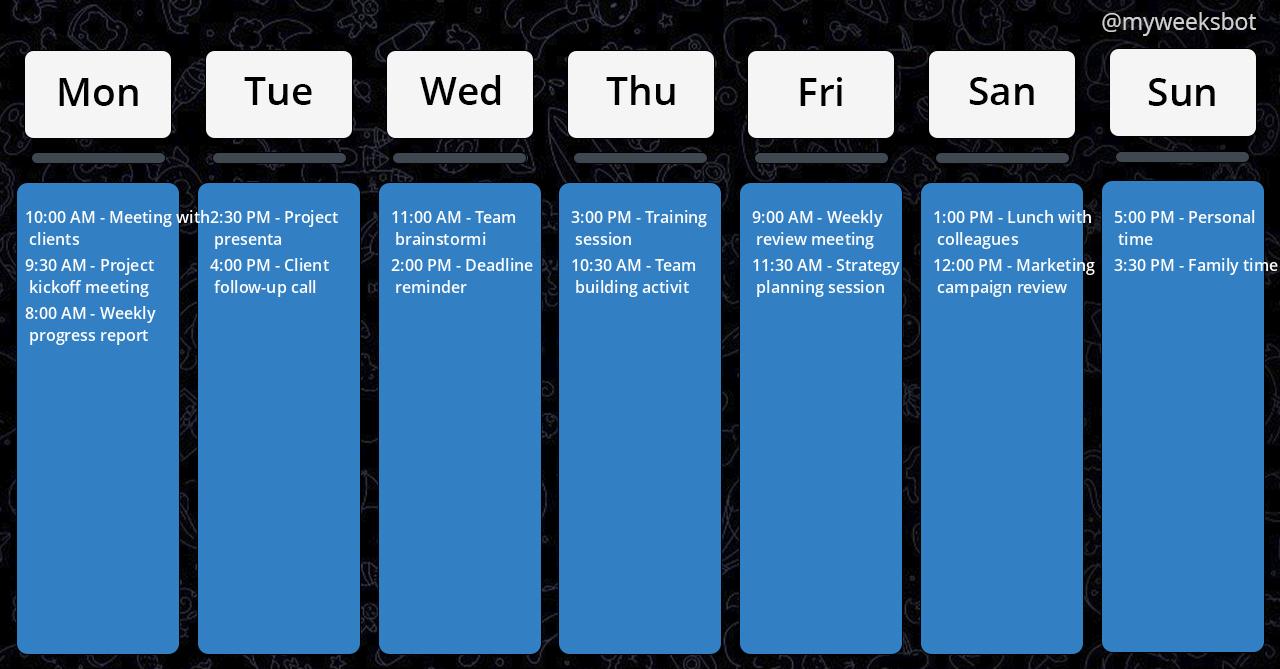 @myweeksbot
Mon
Tue
Wed
Thu
Fri
San
Sun
10:00 AM - Meeting with
clients
9:30 AM - Project
kickoff meeting
8:00 AM - Weekly
progress report
2:30 PM - Project
presenta
4:00 PM - Client
follow-up call
11:00 AM - Team
brainstormi
2:00 PM - Deadline
reminder
3:00 PM - Training
session
10:30 AM - Team
building activit
9:00 AM - Weekly
review meeting
11:30 AM - Strategy
planning session
1:00 PM - Lunch with
colleagues
12:00 PM - Marketing
campaign review
5:00 PM - Personal
time
3:30 PM - Family time